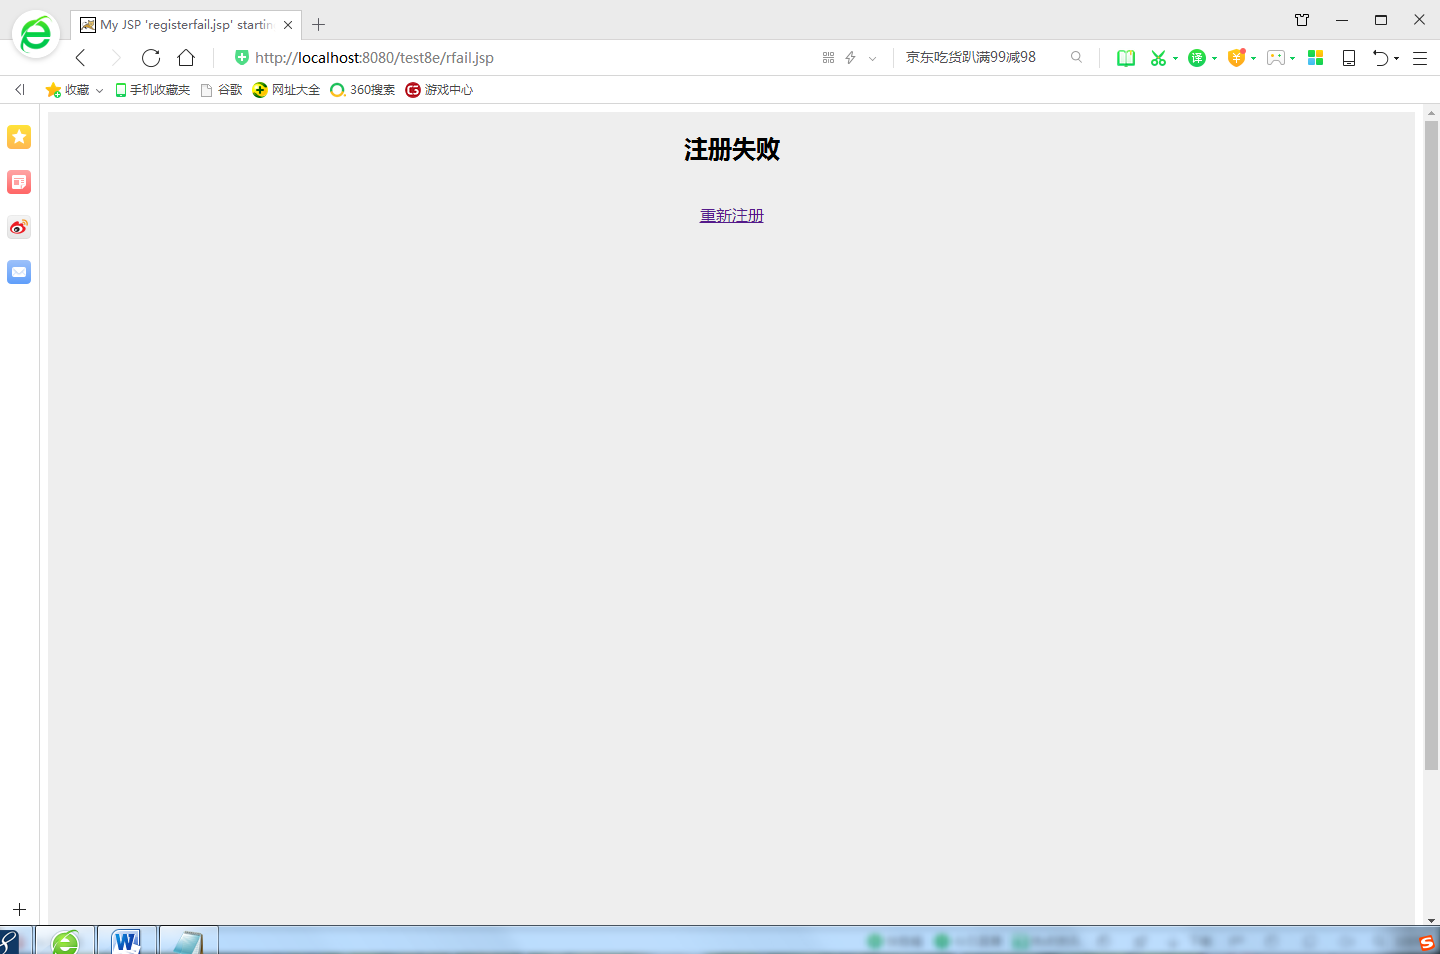 My JSP 'registerfail.jsp' startin
http://localhost:8080/test8e/rfail.jsp
京东吃货趴满99减98
译
¥
收藏 手机收藏夹 谷歌 网址大全 360搜索 游戏中心
注册失败
重新注册